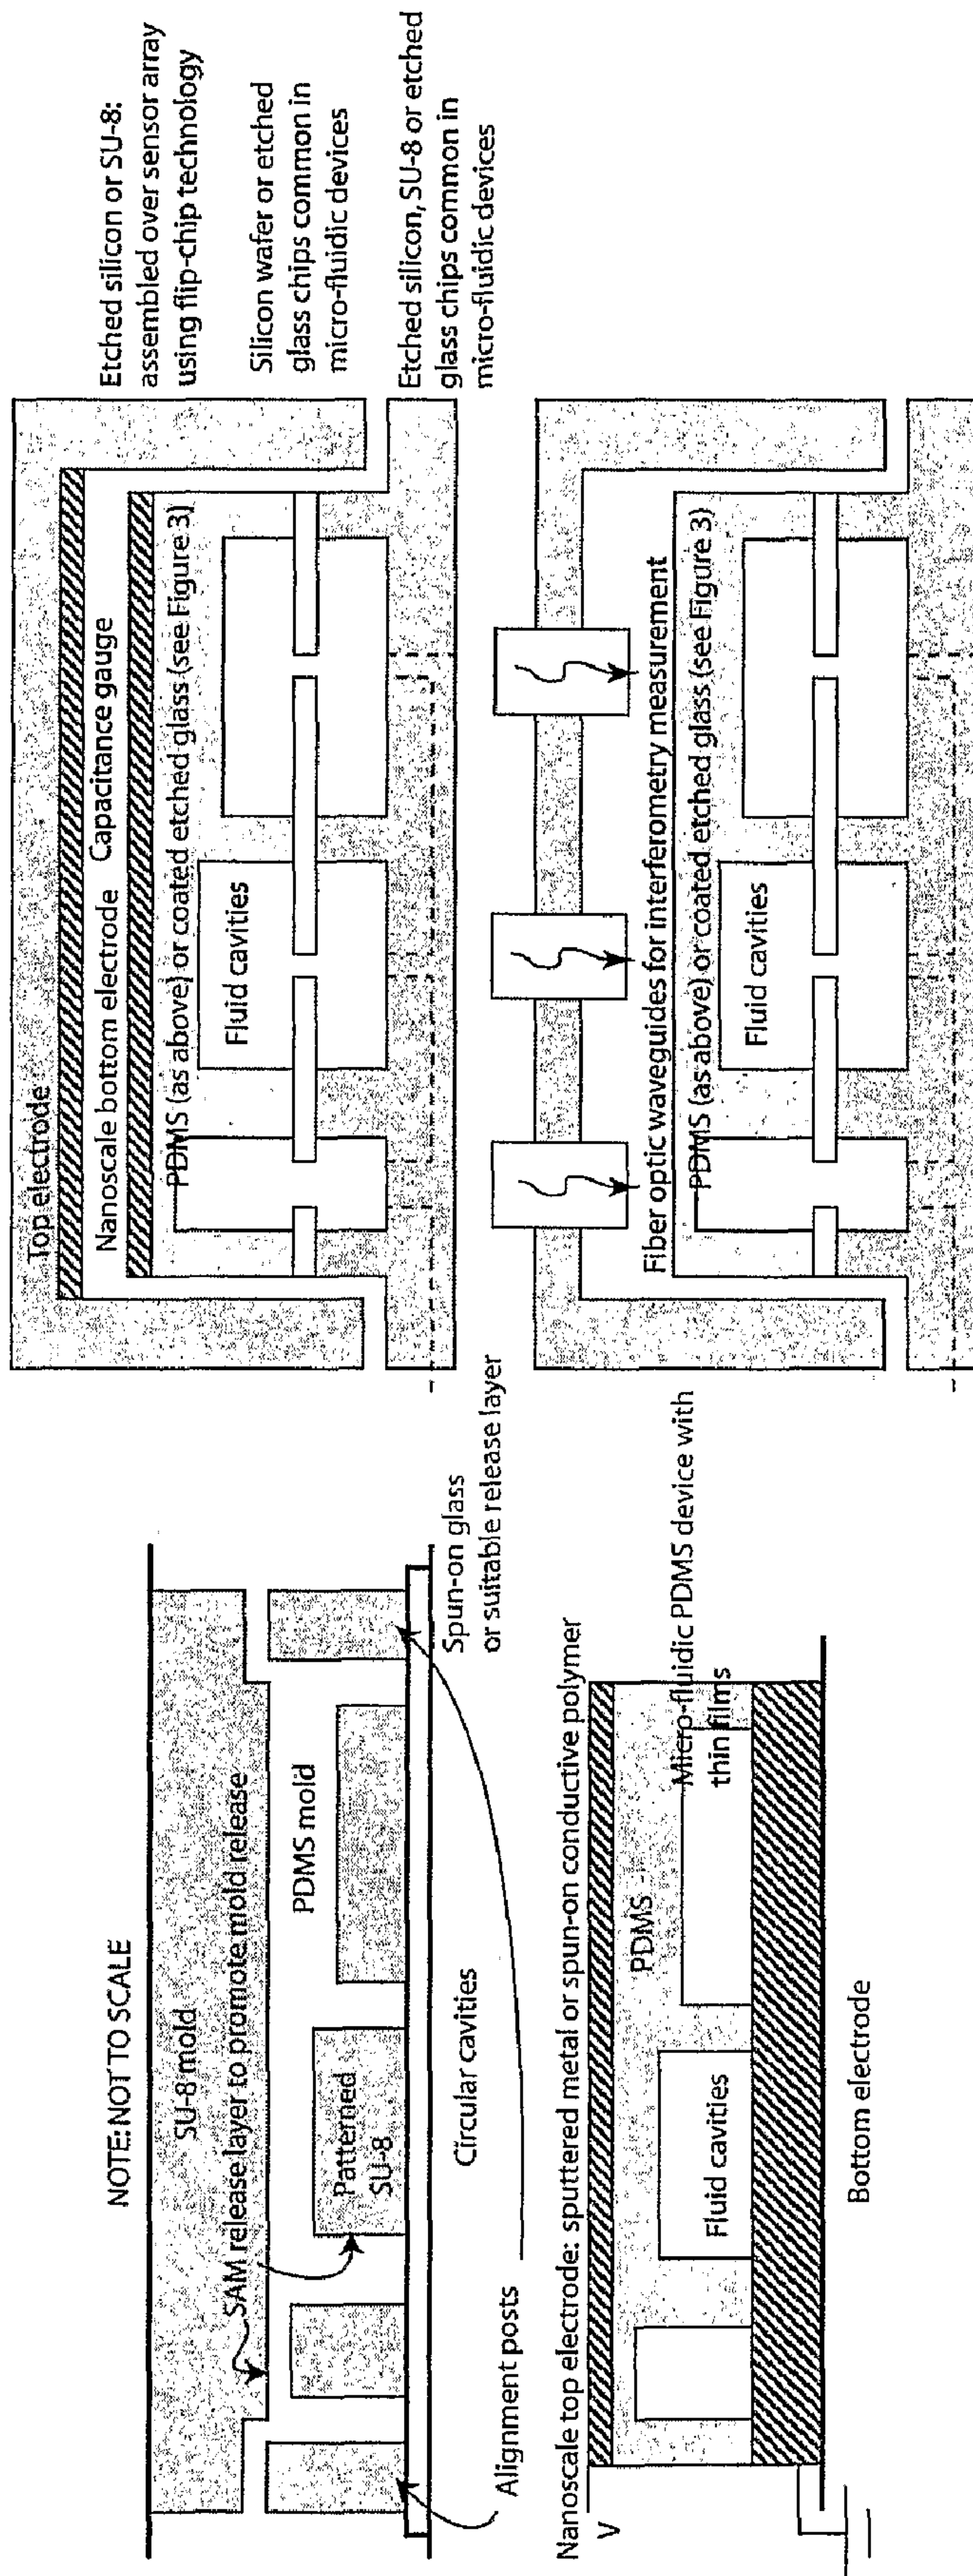 NOTE: NOT TO SCALE
SU-8 mold
SAM release layer to promote mold release
PDMS mold
Patterned
SU-8
Spun-on glass
or suitable release layer
Circular cavities
Alignment posts
Nanoscale top electrode: sputtered metal or spun-on conductive polymer
V
PDMS
Micro-fluidic PDMS device with
thin films
Fluid cavities
Bottom electrode
Top electrode
Nanoscale bottom electrode
Capacitance gauge
PDMS (as above) or coated etched glass (see Figure 3)
Fluid cavities
Etched silicon or SU-8:
assembled over sensor array
using flip-chip technology
Silicon wafer or etched
glass chips common in
micro-fluidic devices
Etched silicon, SU-8 or etched
glass chips common in
micro-fluidic devices
Fiber optic waveguides for interferometry measurement
PDMS (as above) or coated etched glass (see Figure 3)
Fluid cavities